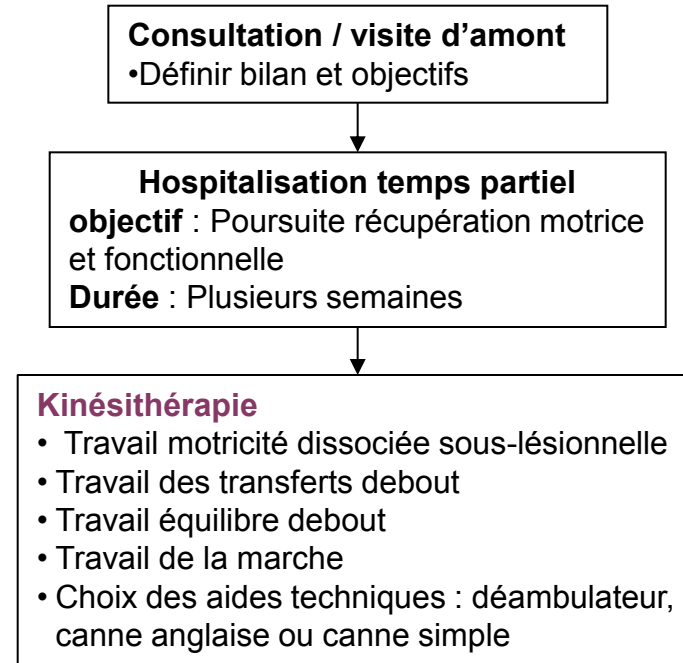 Consultation / visite d’amont
•Définir bilan et objectifs
Hospitalisation temps partiel
objectif : Poursuite récupération motrice
et fonctionnelle
Durée : Plusieurs semaines
Kinésithérapie
• Travail motricité dissociée sous-lésionnelle
• Travail des transferts debout
• Travail équilibre debout
• Travail de la marche
• Choix des aides techniques : déambulateur,
canne anglaise ou canne simple